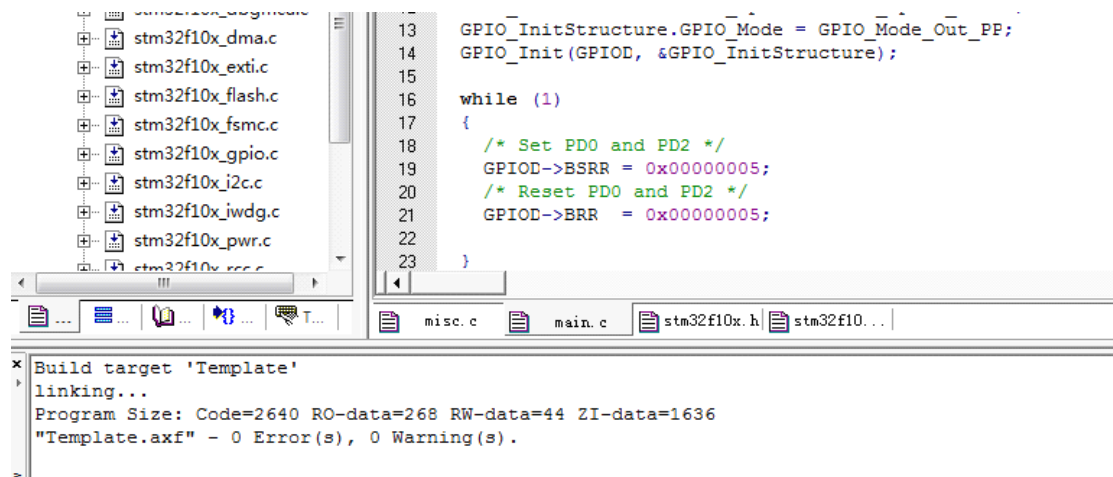 stm32f10x_dma.c
stm32f10x_exti.c
stm32f10x_flash.c
stm32f10x_fsmc.c
stm32f10x_gpio.c
stm32f10x_i2c.c
stm32f10x_iwdg.c
stm32f10x_pwr.c
13 GPIO_InitStructure.GPIO_Mode = GPIO_Mode_Out_PP;
14 GPIO_Init(GPIOD, &GPIO_InitStructure);
15
16 while (1)
17 {
18 /* Set PD0 and PD2 */
19 GPIOD->BSRR = 0x00000005;
20 /* Reset PD0 and PD2 */
21 GPIOD->BRR = 0x00000005;
22
23 }
... ... ... {} ... T...
misc.c main.c stm32f10x.h stm32f10...
Build target 'Template'
linking...
Program Size: Code=2640 RO-data=268 RW-data=44 ZI-data=1636
"Template.axf" - 0 Error(s), 0 Warning(s).